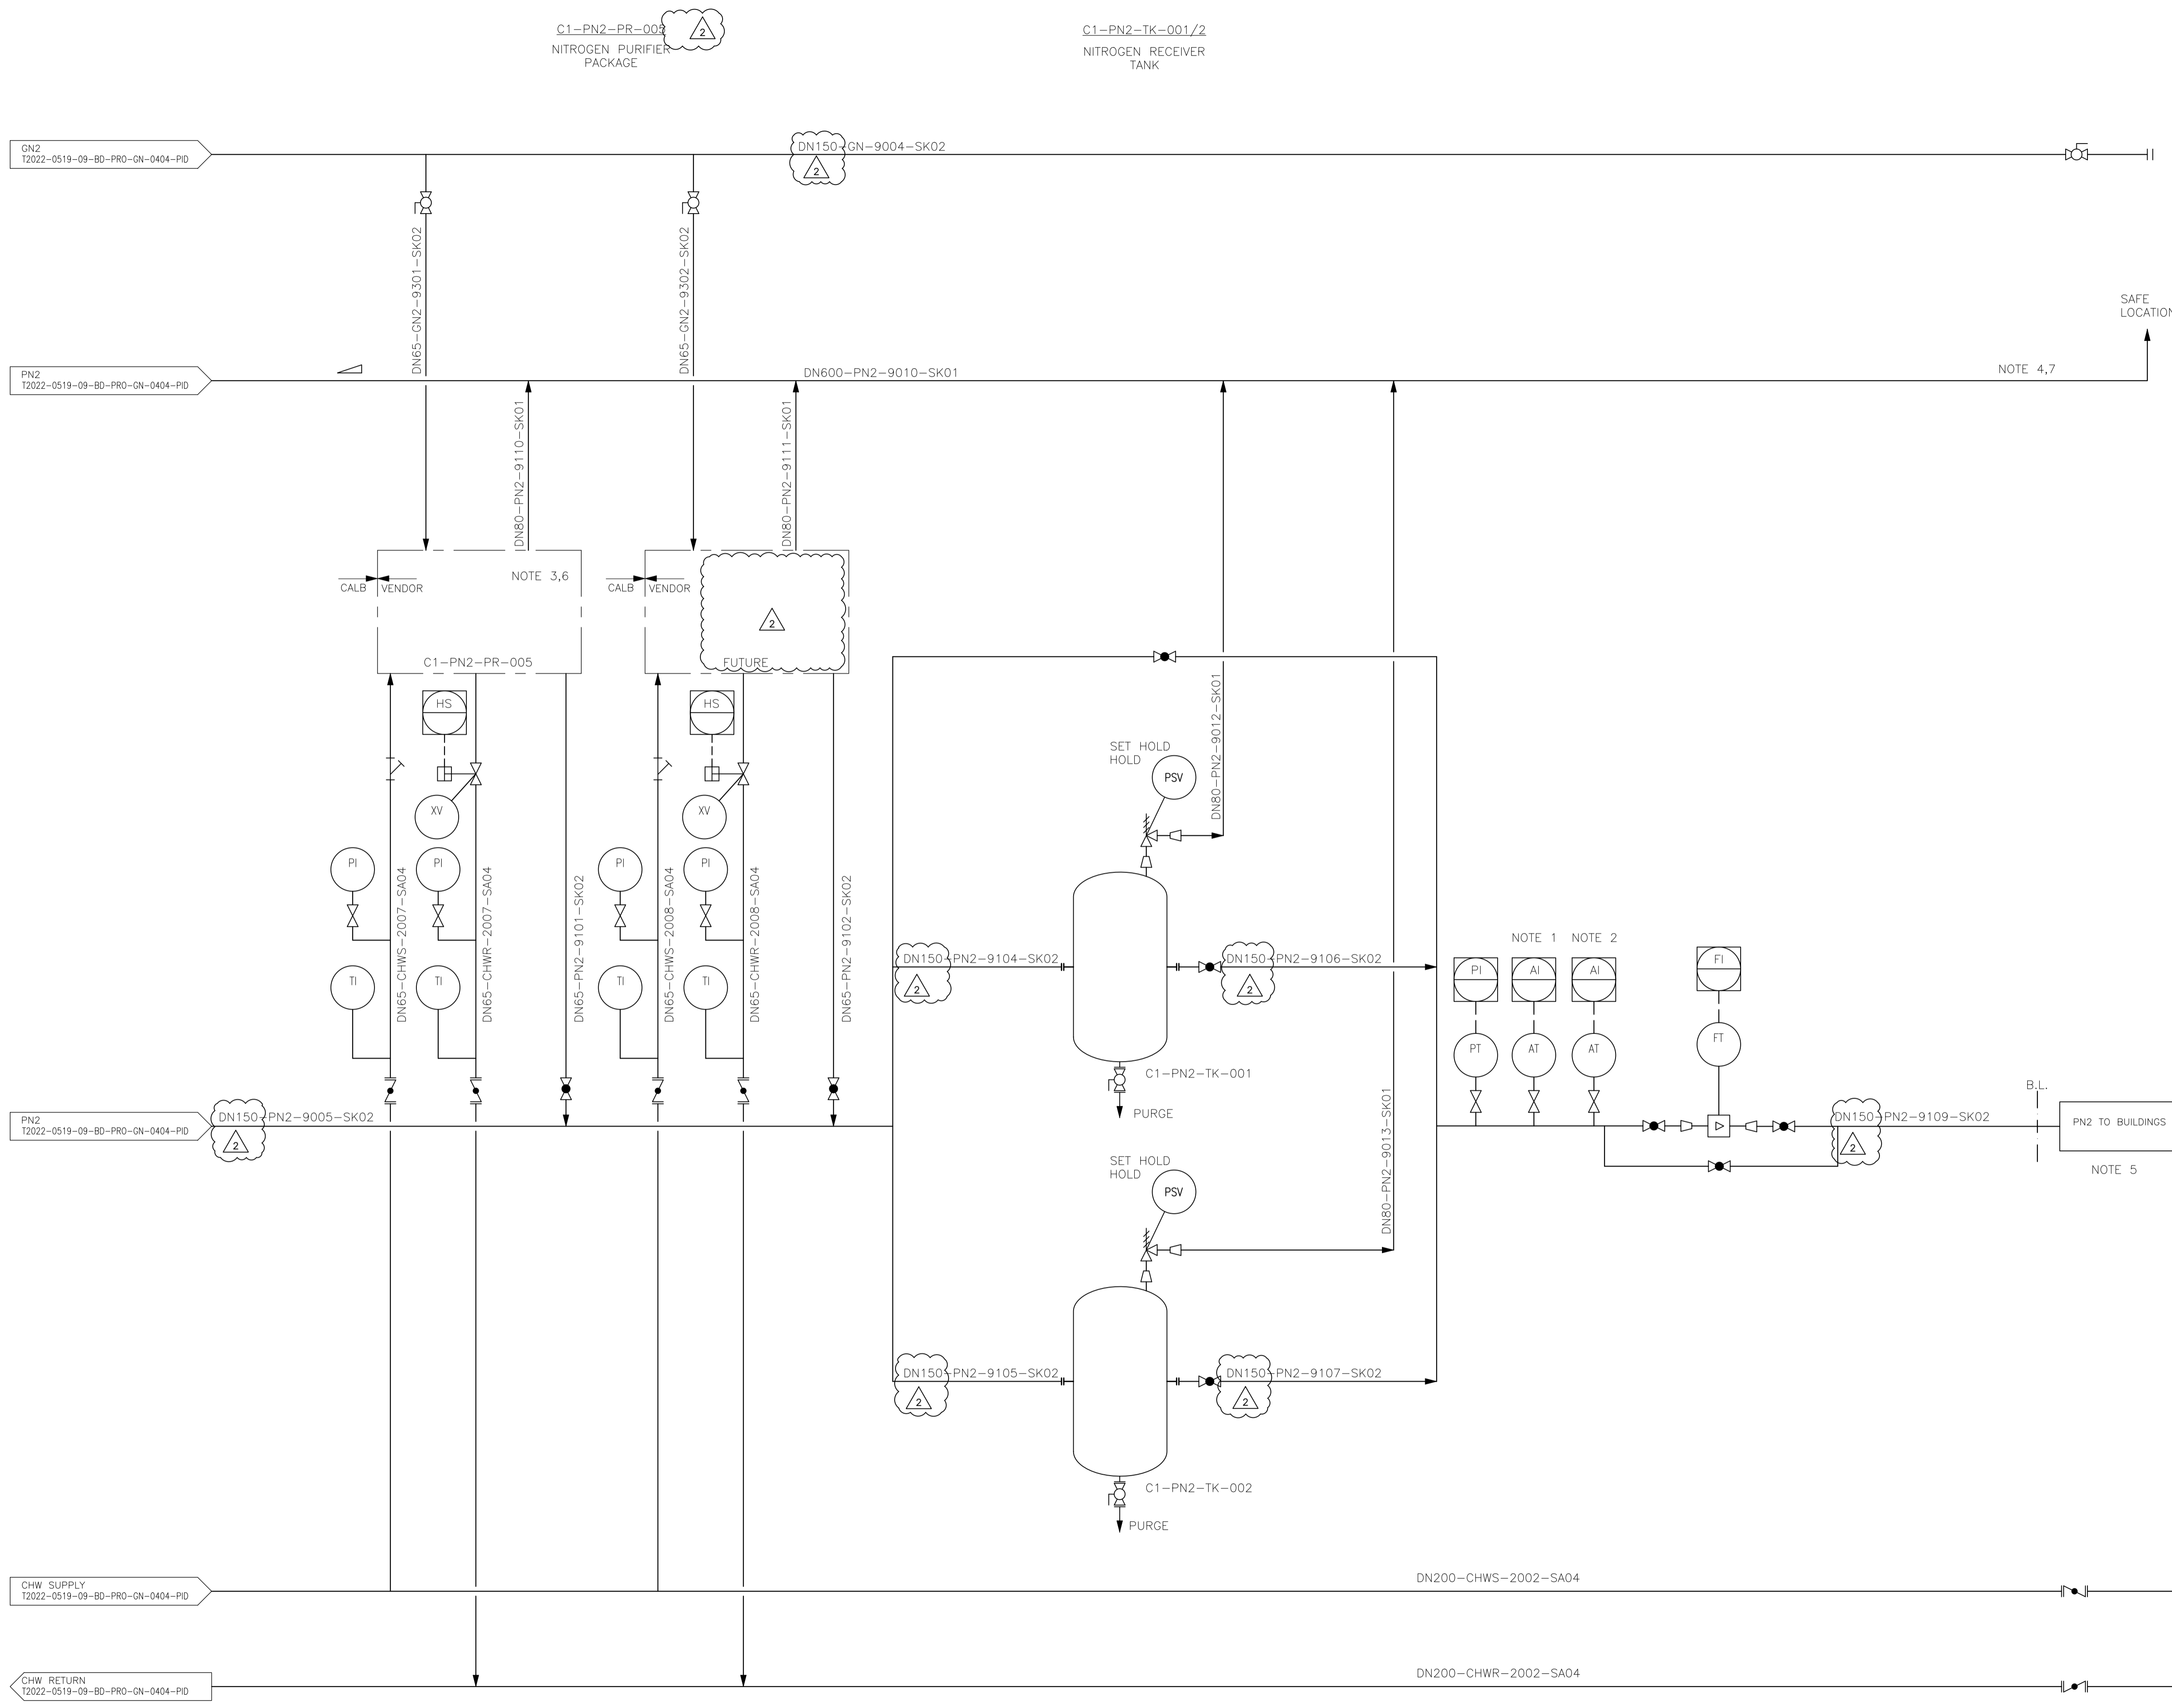 C1-PN2-PR-005
2
NITROGEN PURIFIER
PACKAGE
C1-PN2-TK-001/2
NITROGEN RECEIVER
TANK
GN2
T2022-0519-09-BD-PRO-GN-0404-PID
DN150-GN-9004-SK02
2
DN65-GN2-9301-SK02
DN65-GN2-9302-SK02
SAFE
LOCATION
PN2
T2022-0519-09-BD-PRO-GN-0404-PID
DN600-PN2-9010-SK01
NOTE 4,7
DN80-PN2-9110-SK01
DN80-PN2-9111-SK01
CALB
VENDOR
NOTE 3,6
C1-PN2-PR-005
CALB
VENDOR
2
FUTURE
HS
HS
XV
XV
PI
PI
PI
PI
TI
TI
TI
TI
DN65-CHWS-2007-SA04
DN65-CHWR-2007-SA04
DN65-PN2-9101-SK02
DN65-CHWS-2008-SA04
DN65-CHWR-2008-SA04
DN65-PN2-9102-SK02
SET HOLD
HOLD
PSV
DN80-PN2-9012-SK01
DN150-PN2-9104-SK02
2
DN150-PN2-9106-SK02
2
C1-PN2-TK-001
PURGE
NOTE 1
NOTE 2
PI
AI
AI
FI
PT
AT
AT
FT
PN2
T2022-0519-09-BD-PRO-GN-0404-PID
DN150-PN2-9005-SK02
2
DN150-PN2-9109-SK02
2
B.L.
PN2 TO BUILDINGS
NOTE 5
SET HOLD
HOLD
PSV
DN80-PN2-9013-SK01
DN150-PN2-9105-SK02
2
DN150-PN2-9107-SK02
2
C1-PN2-TK-002
PURGE
CHW SUPPLY
T2022-0519-09-BD-PRO-GN-0404-PID
DN200-CHWS-2002-SA04
CHW RETURN
T2022-0519-09-BD-PRO-GN-0404-PID
DN200-CHWR-2002-SA04